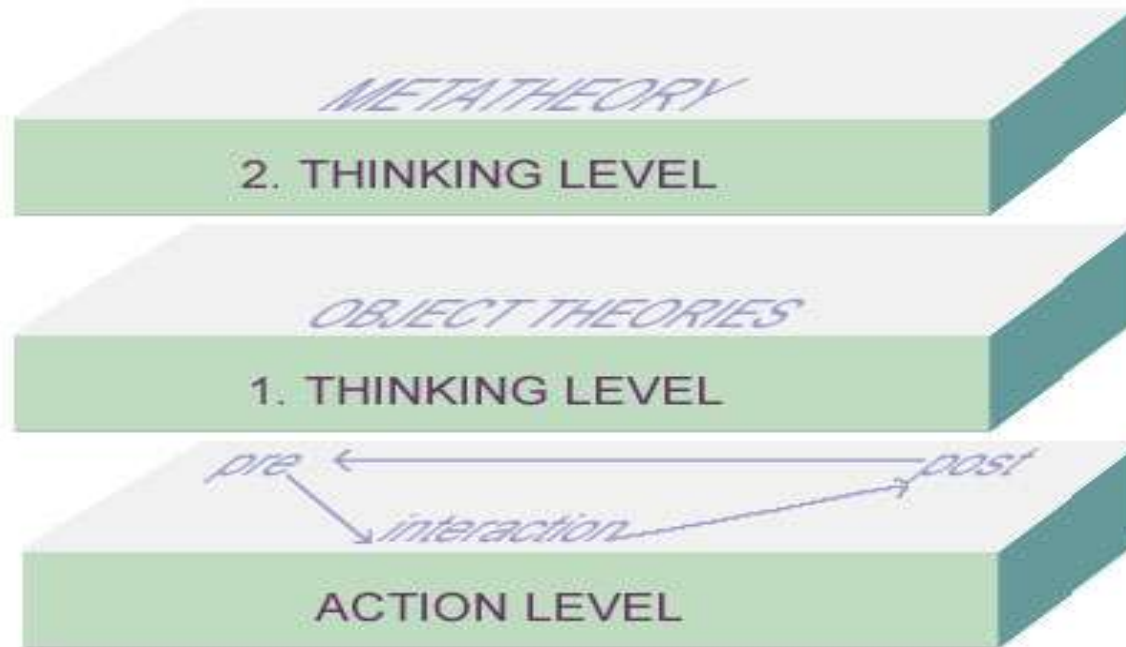 METATHEORY
2. THINKING LEVEL
OBJECT THEORIES
1. THINKING LEVEL
pre post
interaction
ACTION LEVEL